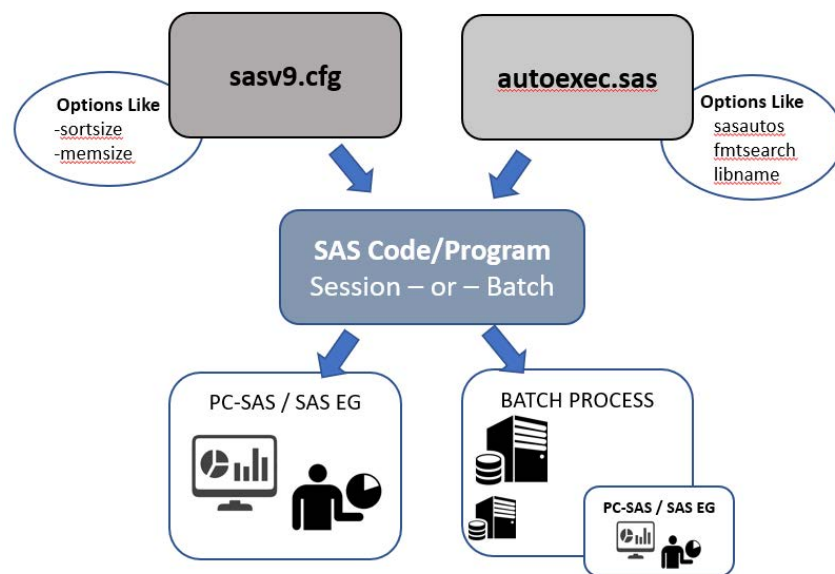 sasv9.cfg
autoexec.sas
Options Like
-sortsize
-memsize
Options Like
sasautos
fmtsearch
libname
SAS Code/Program
Session – or – Batch
PC-SAS / SAS EG
BATCH PROCESS
PC-SAS / SAS EG